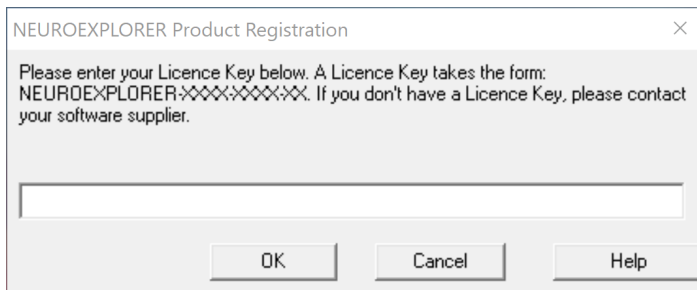 NEUROEXPLORER Product Registration
Please enter your Licence Key below. A Licence Key takes the form:
NEUROEXPLORER-XXXX-XXXX-XX. If you don't have a Licence Key, please contact
your software supplier.
OK Cancel Help